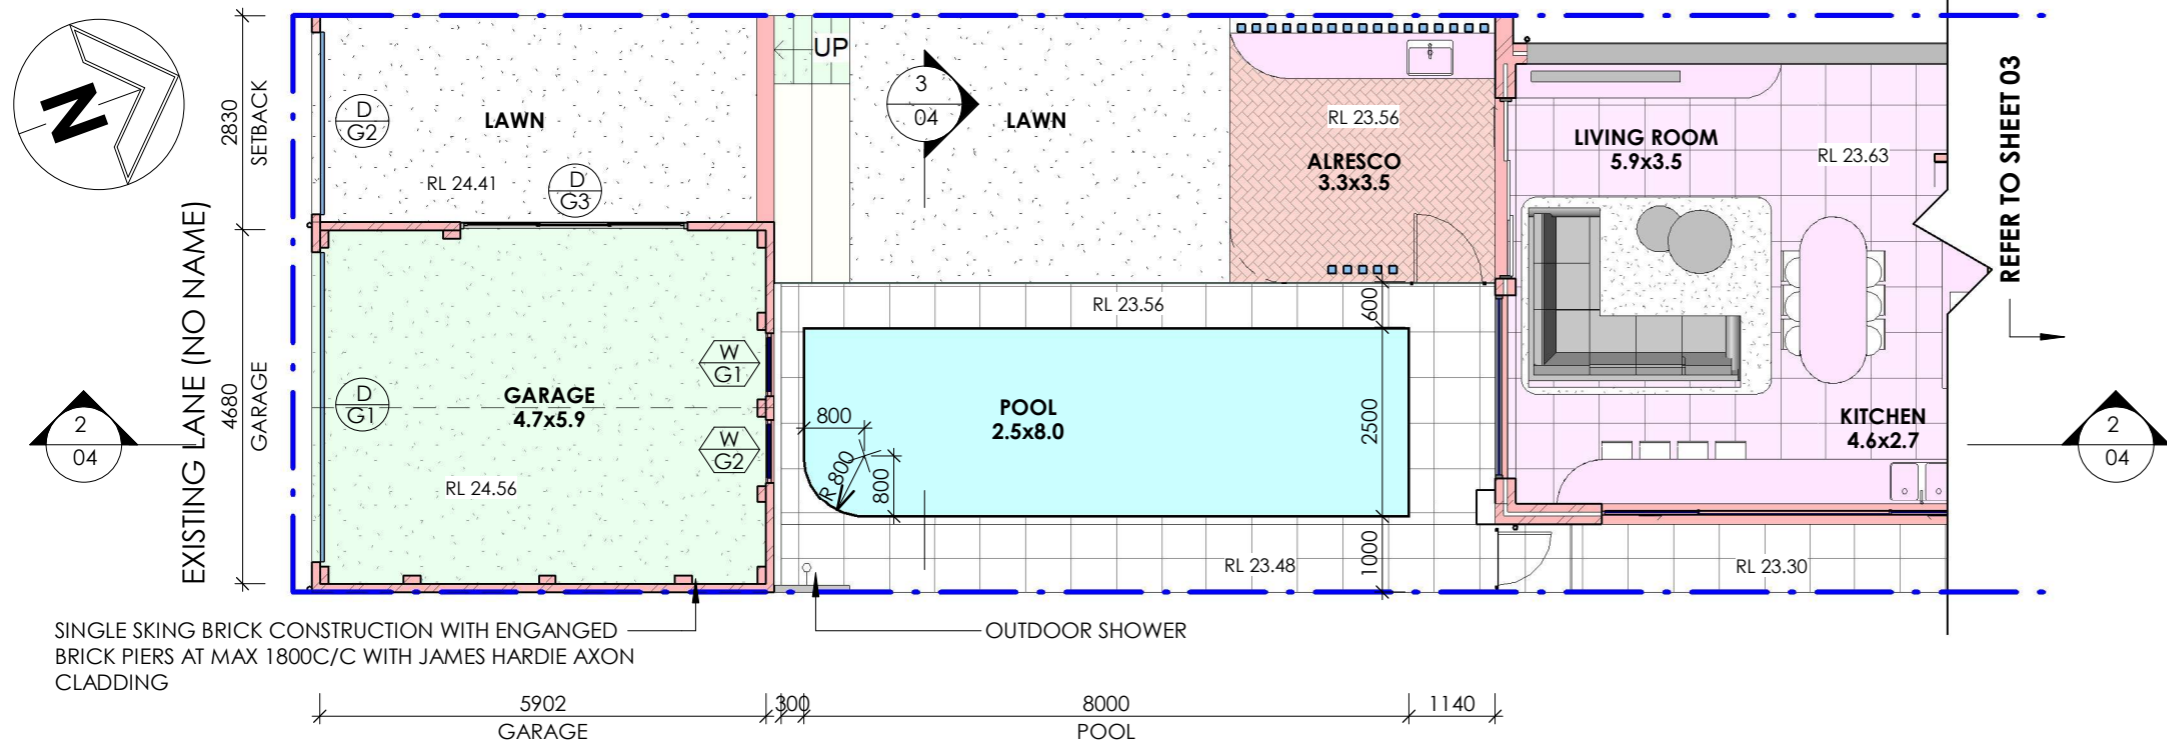 N
2830
SETBACK
D
G2
LAWN
RL 24.41
D
G3
UP
3
04
LAWN
RL 23.56
ALRESCO
3.3x3.5
LIVING ROOM
5.9x3.5
RL 23.63
REFER TO SHEET 03
EXISTING LANE (NO NAME)
4680
GARAGE
D
G1
GARAGE
4.7x5.9
RL 24.56
W
G1
W
G2
RL 23.56
600
POOL
2.5x8.0
800
R 800
800
2500
KITCHEN
4.6x2.7
2
04
2
04
RL 23.48
1000
RL 23.30
SINGLE SKING BRICK CONSTRUCTION WITH ENGANGED
BRICK PIERS AT MAX 1800C/C WITH JAMES HARDIE AXON
CLADDING
OUTDOOR SHOWER
5902
GARAGE
300
8000
POOL
1140